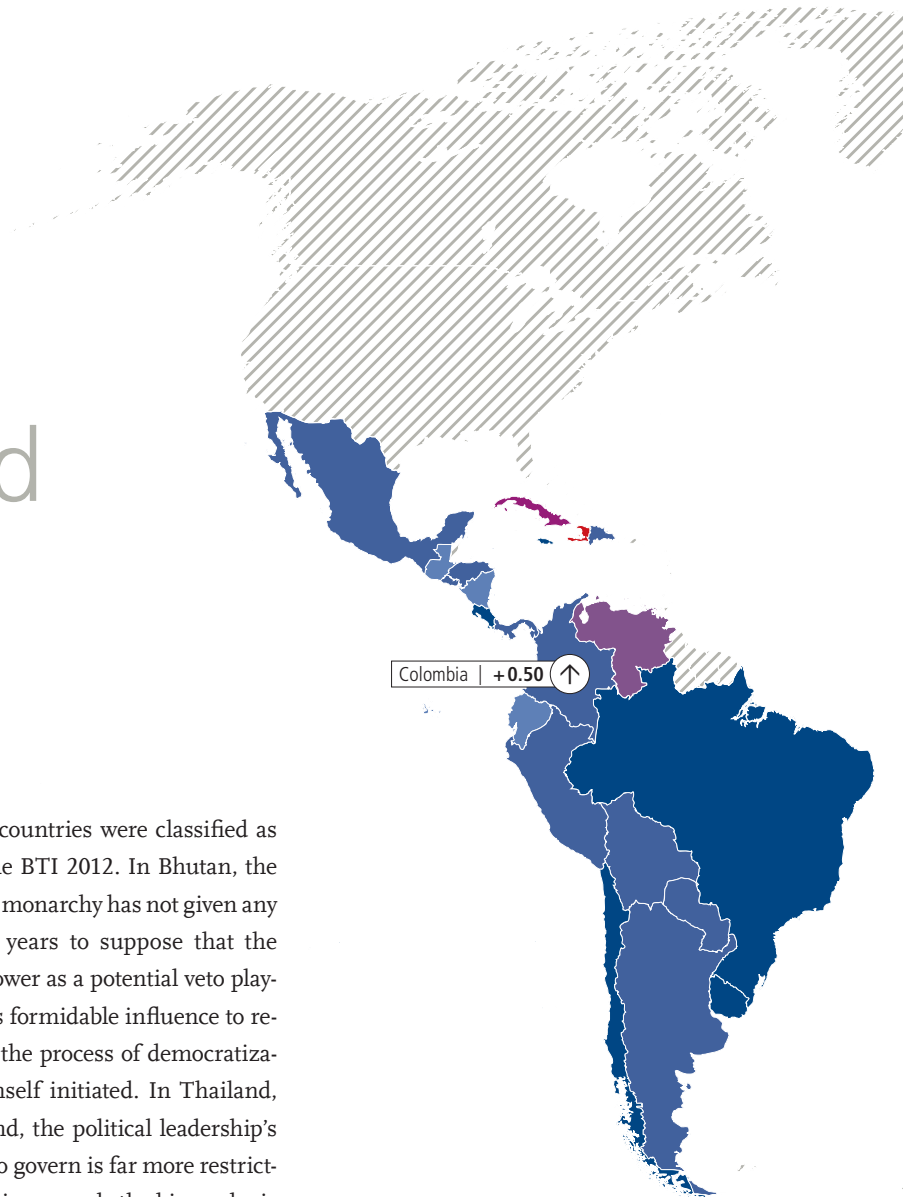 d
Colombia | +0.50
countries were classified as
e BTI 2012. In Bhutan, the
monarchy has not given any
years to suppose that the
ower as a potential veto play-
s formidable influence to re-
the process of democratiza-
self initiated. In Thailand,
nd, the political leadership’s
o govern is far more restrict-